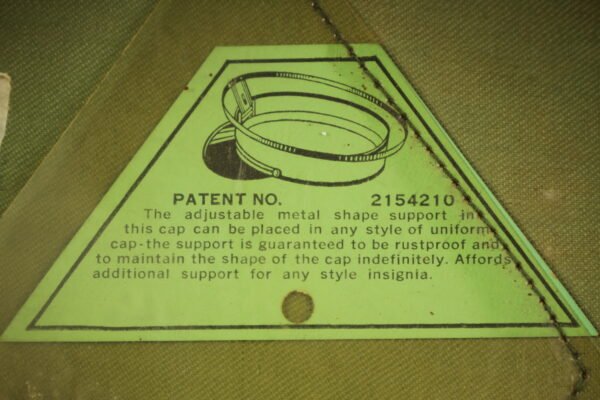 PATENT NO. 2154210
The adjustable metal shape support in
this cap can be placed in any style of uniform
cap-the support is guaranteed to be rustproof and
to maintain the shape of the cap indefinitely. Affords
additional support for any style insignia.